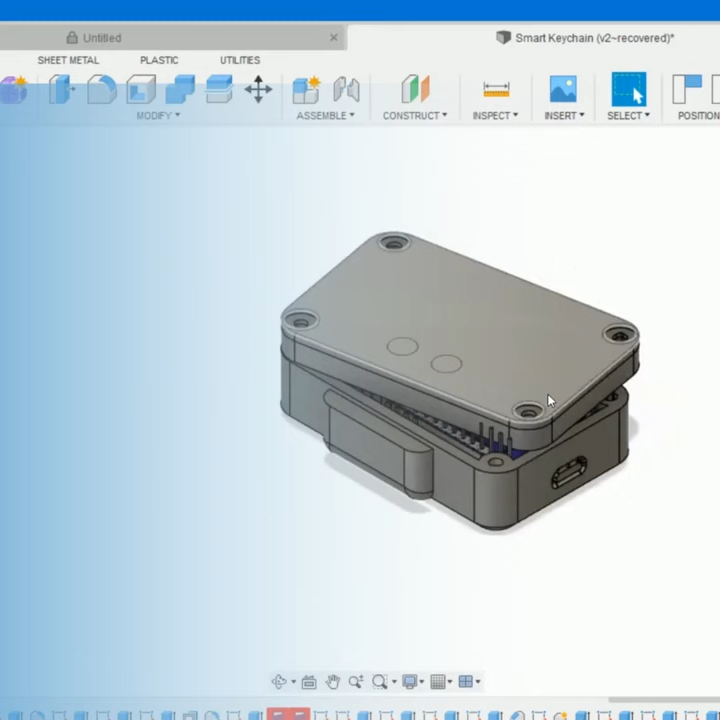 Untitled
Smart Keychain (v2~recovered)*
SHEET METAL PLASTIC UTILITIES
MODIFY ASSEMBLE CONSTRUCT INSPECT INSERT SELECT POSITION